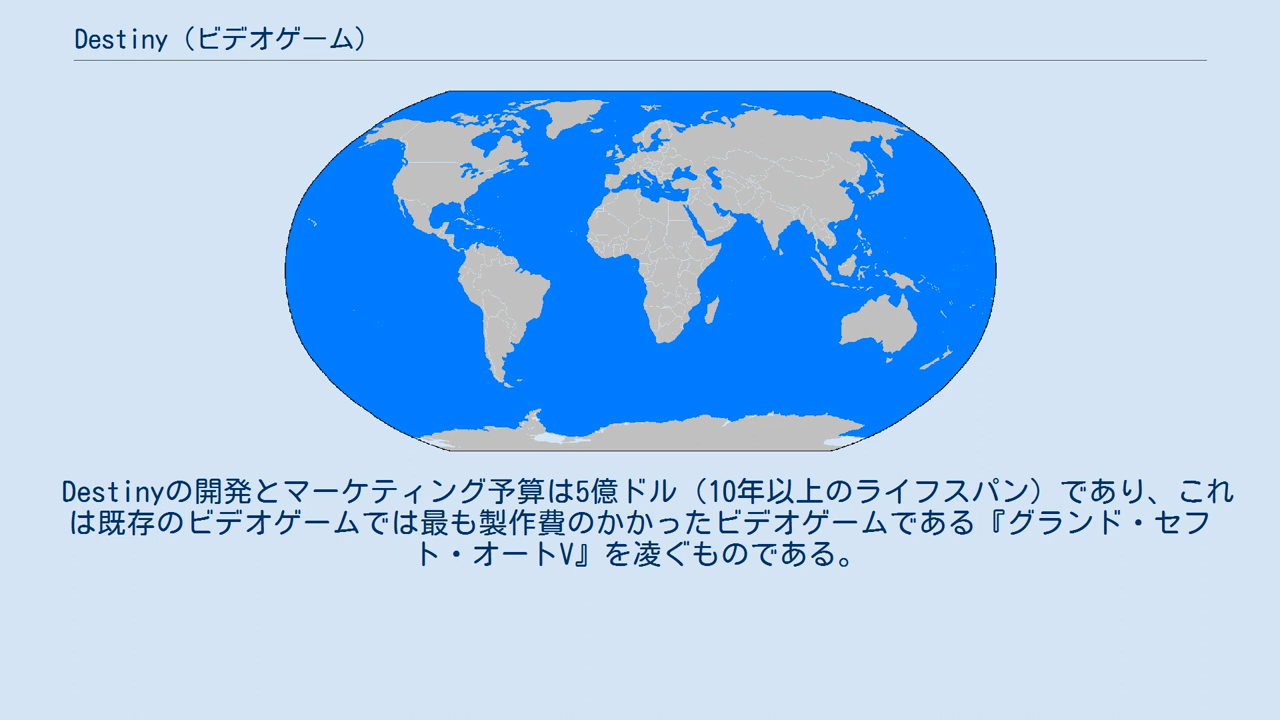 Destiny（ビデオゲーム）
Destinyの開発とマーケティング予算は5億ドル（10年以上のライフスパン）であり、これ
は既存のビデオゲームでは最も製作費のかかったビデオゲームである『グランド・セフ
ト・オートV』を凌ぐものである。